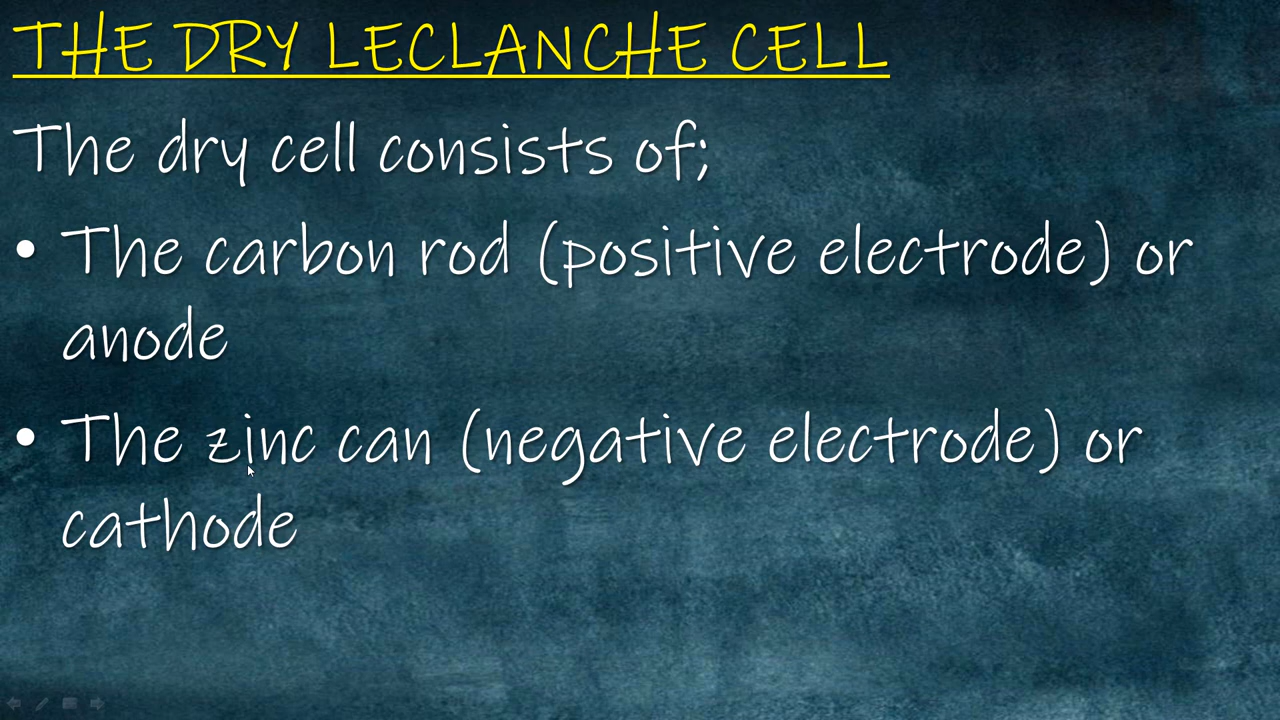 THE DRY LECLANCHE CELL
The dry cell consists of;
• The carbon rod (positive electrode) or
anode
• The zinc can (negative electrode) or
cathode